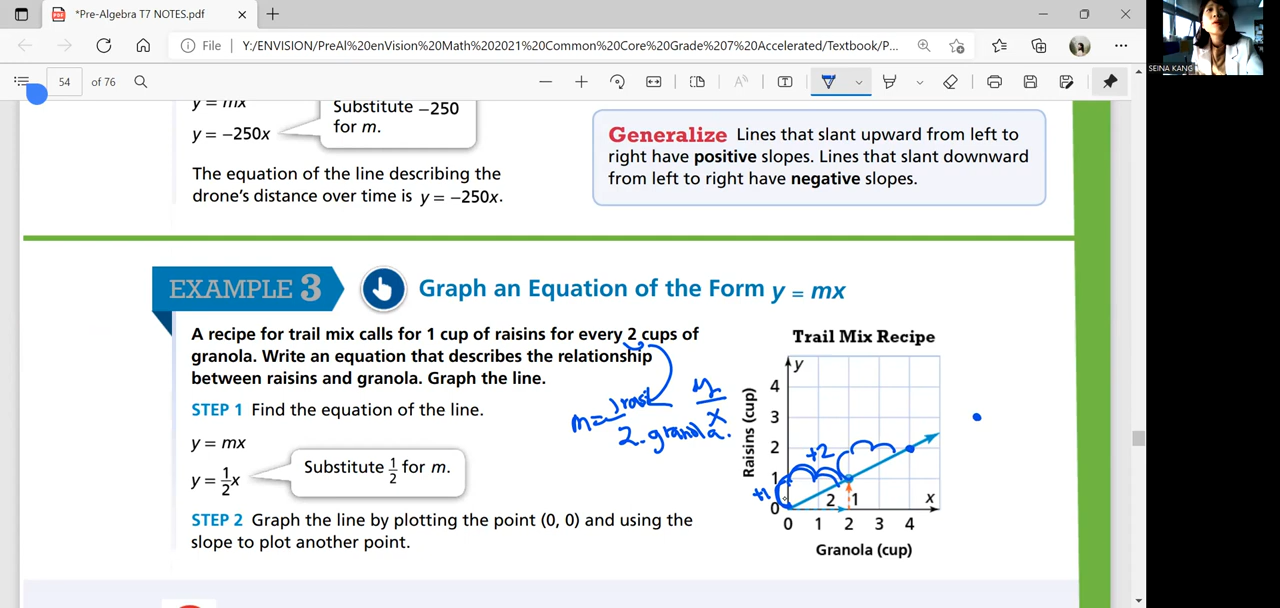 *Pre-Algebra T7 NOTES.pdf
File Y:/ENVISION/PreAl%20enVision%20Math%202021%20Common%20Core%20Grade%207%20Accelerated/Textbook/P...
54 of 76
SEINA KANG
y = mx
y = −250x
Substitute −250
for m.
The equation of the line describing the
drone's distance over time is y = −250x.
Generalize Lines that slant upward from left to
right have positive slopes. Lines that slant downward
from left to right have negative slopes.
EXAMPLE 3 Graph an Equation of the Form y = mx
A recipe for trail mix calls for 1 cup of raisins for every 2 cups of
granola. Write an equation that describes the relationship
between raisins and granola. Graph the line.
STEP 1 Find the equation of the line.
y = mx
y = 1/2 x
Substitute 1/2 for m.
STEP 2 Graph the line by plotting the point (0, 0) and using the
slope to plot another point.
m=
2. granola.
y
x
Trail Mix Recipe
y
4
3
2
1
0
+2
+1
2 1
x
0 1 2 3 4
Raisins (cup)
Granola (cup)